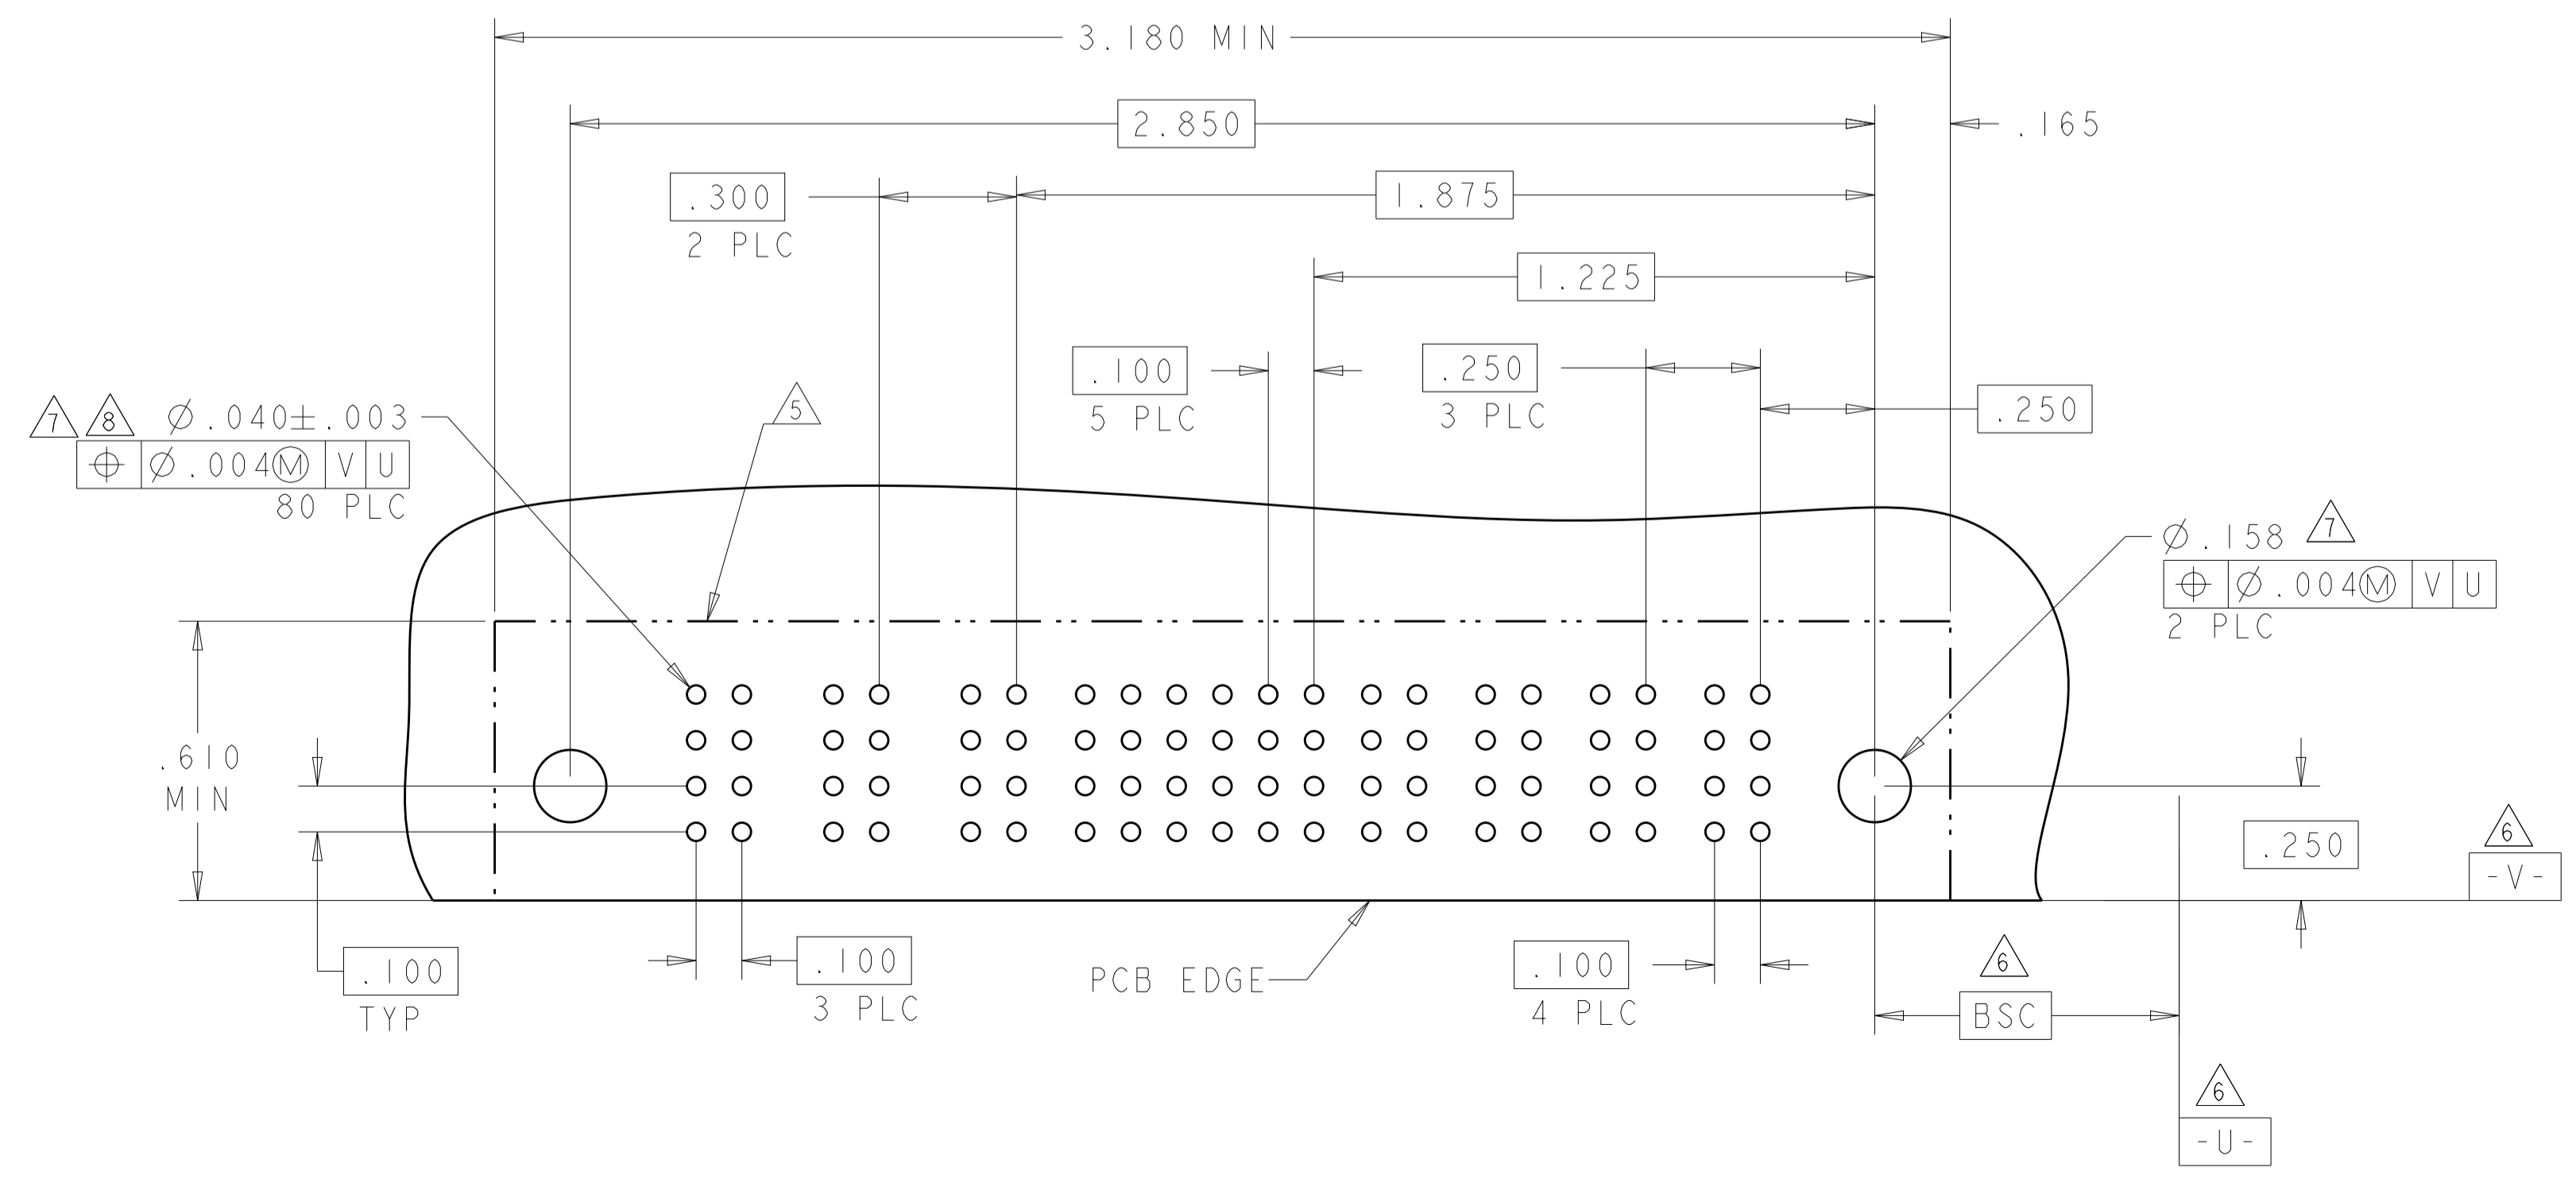 3.180 MIN
2.850
.165
.300
2 PLC
1.875
1.225
.100
5 PLC
.250
3 PLC
.250
7 8 Ø.040±.003
⌖ Ø.004Ⓜ V U
80 PLC
5
Ø.158 7
⌖ Ø.004Ⓜ V U
2 PLC
.610
MIN
.250
6
-V-
.100
TYP
.100
3 PLC
PCB EDGE
.100
4 PLC
6
BSC
6
-U-